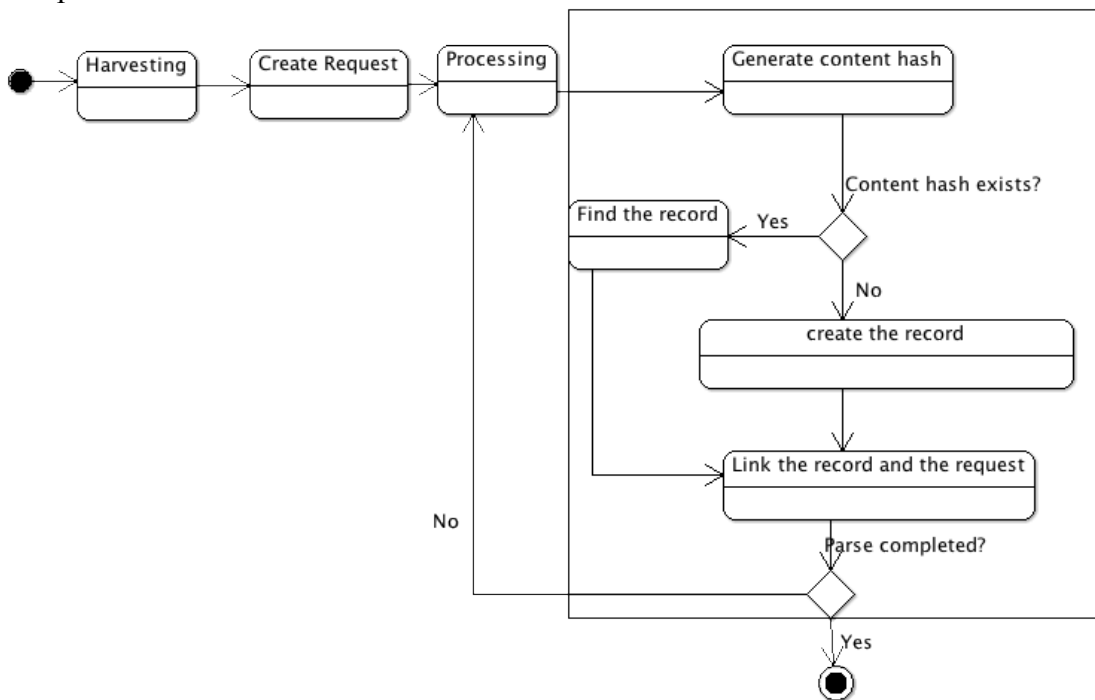 Harvesting
Create Request
Processing
Generate content hash
Content hash exists?
Find the record
Yes
No
create the record
Link the record and the request
No
Parse completed?
Yes